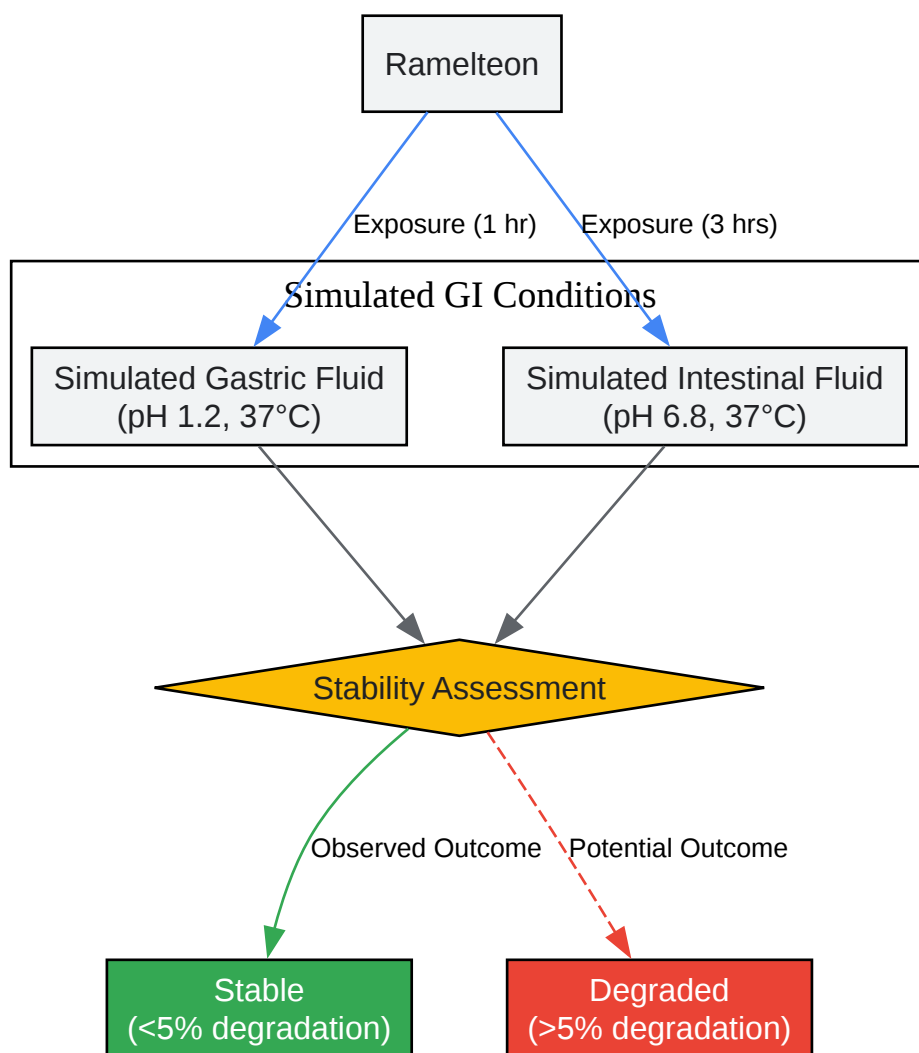 Ramelteon
Exposure (1 hr)
Exposure (3 hrs)
Simulated GI Conditions
Simulated Gastric Fluid
(pH 1.2, 37°C)
Simulated Intestinal Fluid
(pH 6.8, 37°C)
Stability Assessment
Observed Outcome
Potential Outcome
Stable
(<5% degradation)
Degraded
(>5% degradation)